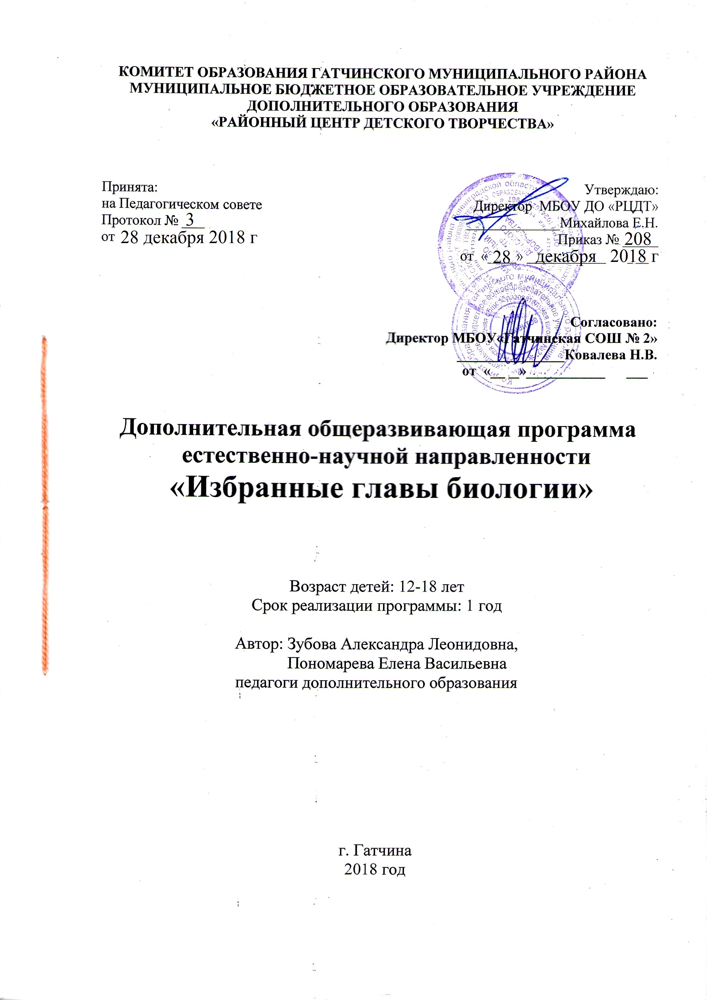 КОМИТЕТ ОБРАЗОВАНИЯ ГАТЧИНСКОГО МУНИЦИПАЛЬНОГО РАЙОНА
МУНИЦИПАЛЬНОЕ БЮДЖЕТНОЕ ОБРАЗОВАТЕЛЬНОЕ УЧРЕЖДЕНИЕ
ДОПОЛНИТЕЛЬНОГО ОБРАЗОВАНИЯ
«РАЙОННЫЙ ЦЕНТР ДЕТСКОГО ТВОРЧЕСТВА»
Принята:
на Педагогическом совете
Протокол № 3
от 28 декабря 2018 г
Утверждаю:
Директор МБОУ ДО «РЦДТ»
Михайлова Е.Н.
Приказ № 208
от «28» декабря 2018 г
Согласовано:
Директор МБОУ«Гатчинская СОШ № 2»
Ковалева Н.В.
от «__ __»___________ ___
Дополнительная общеразвивающая программа
естественно-научной направленности
«Избранные главы биологии»
Возраст детей: 12-18 лет
Срок реализации программы: 1 год
Автор: Зубова Александра Леонидовна,
Пономарева Елена Васильевна
педагоги дополнительного образования
г. Гатчина
2018 год